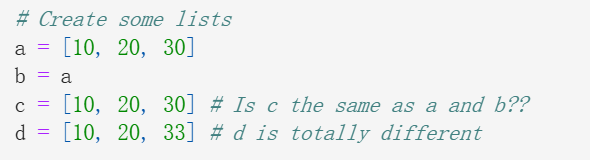 # Create some lists
a = [10, 20, 30]
b = a
c = [10, 20, 30] # Is c the same as a and b??
d = [10, 20, 33] # d is totally different